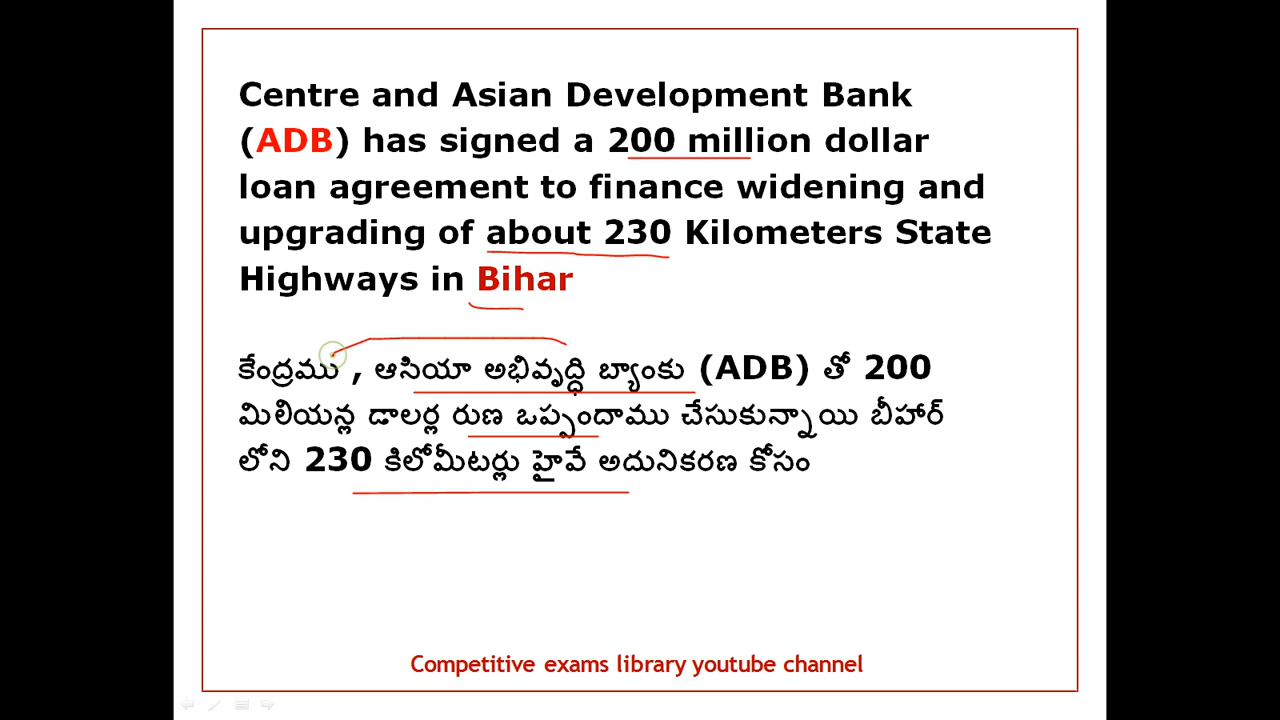 Centre and Asian Development Bank
(ADB) has signed a 200 million dollar
loan agreement to finance widening and
upgrading of about 230 Kilometers State
Highways in Bihar
కేంద్రము , ఆసియా అభివృద్ధి బ్యాంకు (ADB) తో 200
మిలియన్ల డాలర్ల రుణ ఒప్పందాము చేసుకున్నాయి బీహార్
లోని 230 కిలోమీటర్లు హైవే అదునికరణ కోసం
Competitive exams library youtube channel